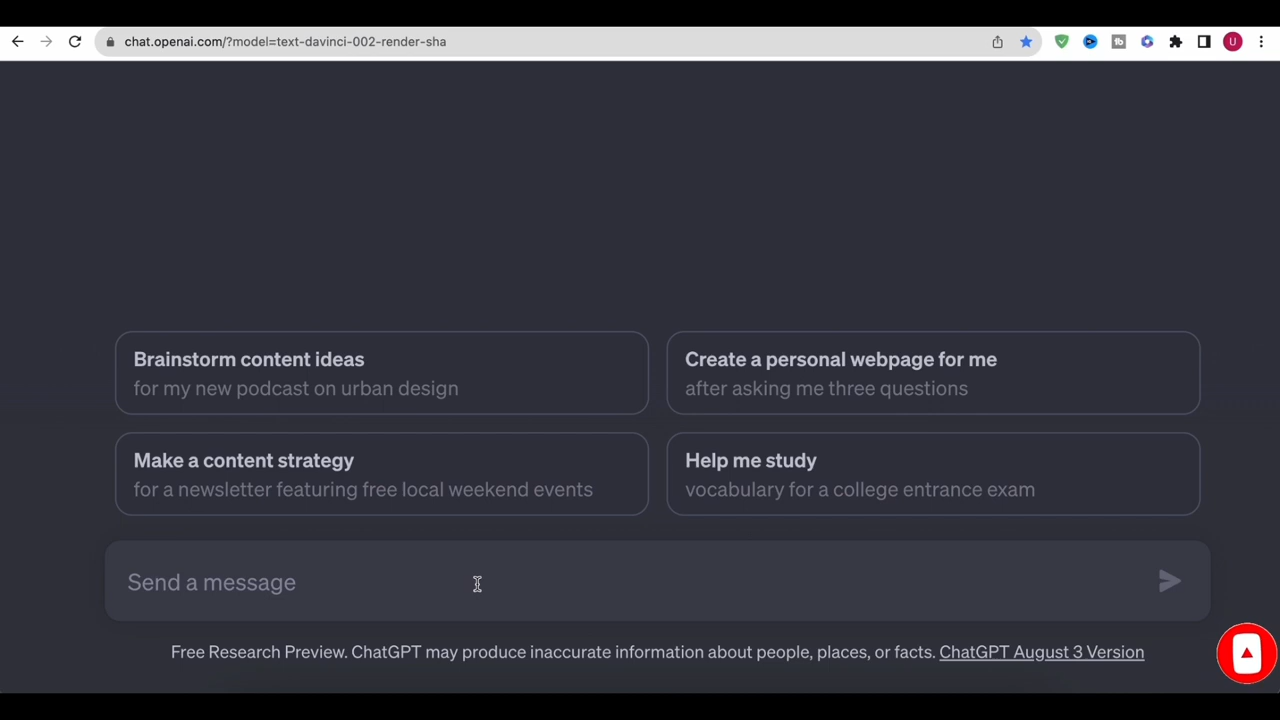 chat.openai.com/?model=text-davinci-002-render-sha
tb
U
Brainstorm content ideas
for my new podcast on urban design
Create a personal webpage for me
after asking me three questions
Make a content strategy
for a newsletter featuring free local weekend events
Help me study
vocabulary for a college entrance exam
Send a message
Free Research Preview. ChatGPT may produce inaccurate information about people, places, or facts. ChatGPT August 3 Version